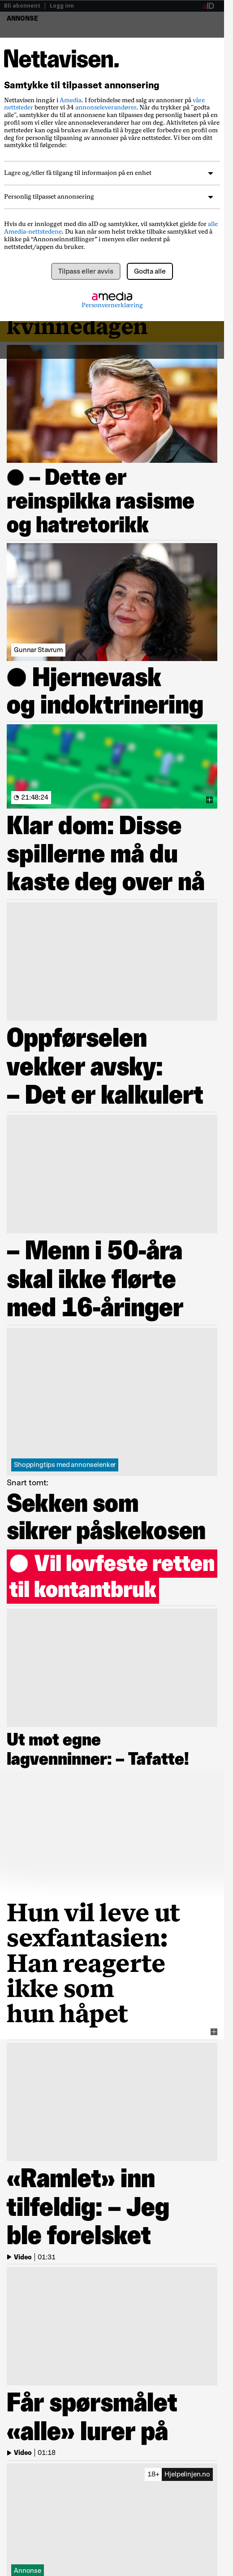 Bli abonnent | Logg inn
aID
ANNONSE
Nettavisen.
Samtykke til tilpasset annonsering
Nettavisen inngår i Amedia. I forbindelse med salg av annonser på våre
nettsteder benytter vi 34 annonseleverandører. Når du trykker på "godta
alle", samtykker du til at annonser kan tilpasses deg personlig basert på en
profil enten vi eller våre annonseleverandører har om deg. Aktivitetene på våre
nettsteder kan også brukes av Amedia til å bygge eller forbedre en profil om
deg for personlig tilpasning av annonser på våre nettsteder. Vi ber om ditt
samtykke til følgende:
Lagre og/eller få tilgang til informasjon på en enhet
Personlig tilpasset annonsering
Hvis du er innlogget med din aID og samtykker, vil samtykket gjelde for alle
Amedia-nettstedene. Du kan når som helst trekke tilbake samtykket ved å
klikke på "Annonseinnstillinger" i menyen eller nederst på
nettstedet/appen du bruker.
Tilpass eller avvis
Godta alle
amedia
Personvernerklæring
kvinnedagen
– Dette er
reinspikka rasisme
og hatretorikk
Gunnar Stavrum
Hjernevask
og indoktrinering
21:48:24
Klar dom: Disse
spillerne må du
kaste deg over nå
Oppførselen
vekker avsky:
– Det er kalkulert
– Menn i 50-åra
skal ikke flørte
med 16-åringer
Shoppingtips med annonselenker
Snart tomt:
Sekken som
sikrer påskekosen
Vil lovfeste retten
til kontantbruk
Ut mot egne
lagvenninner: – Tafatte!
Hun vil leve ut
sexfantasien:
Han reagerte
ikke som
hun håpet
«Ramlet» inn
tilfeldig: – Jeg
ble forelsket
Video | 01:31
Får spørsmålet
«alle» lurer på
Video | 01:18
18+ Hjelpelinjen.no
Annonse